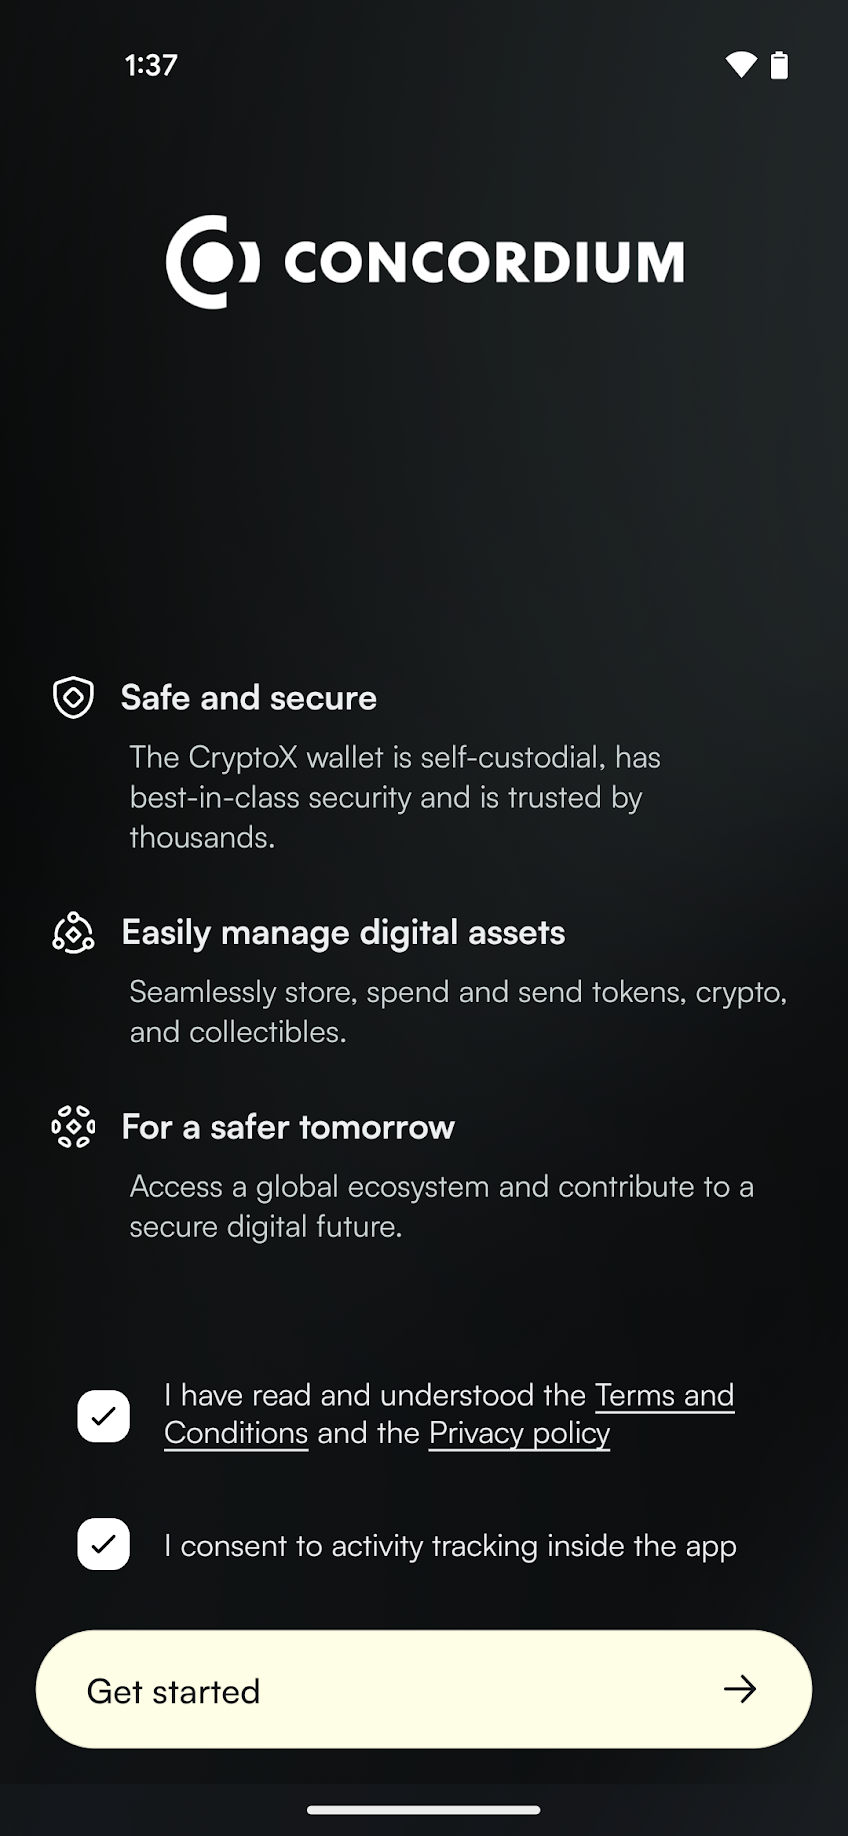 1:37
CONCORDIUM
Safe and secure
The CryptoX wallet is self-custodial, has
best-in-class security and is trusted by
thousands.
Easily manage digital assets
Seamlessly store, spend and send tokens, crypto,
and collectibles.
For a safer tomorrow
Access a global ecosystem and contribute to a
secure digital future.
I have read and understood the Terms and
Conditions and the Privacy policy
I consent to activity tracking inside the app
Get started